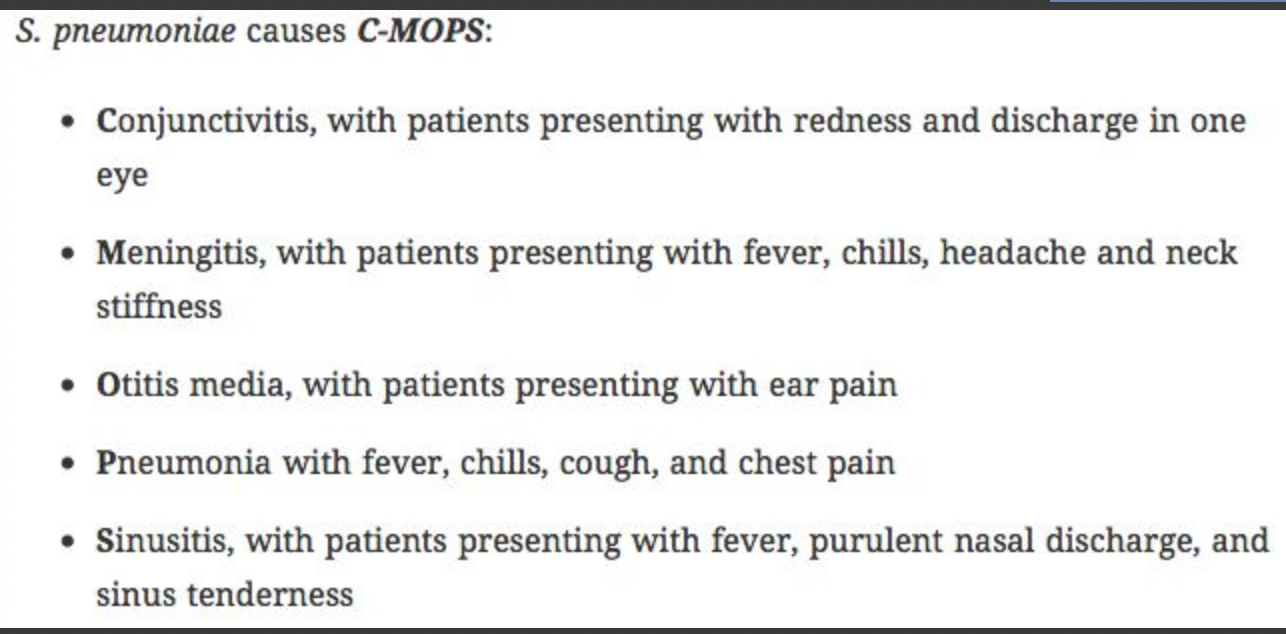 S. pneumoniae causes C-MOPS:
• Conjunctivitis, with patients presenting with redness and discharge in one
eye
• Meningitis, with patients presenting with fever, chills, headache and neck
stiffness
• Otitis media, with patients presenting with ear pain
• Pneumonia with fever, chills, cough, and chest pain
• Sinusitis, with patients presenting with fever, purulent nasal discharge, and
sinus tenderness